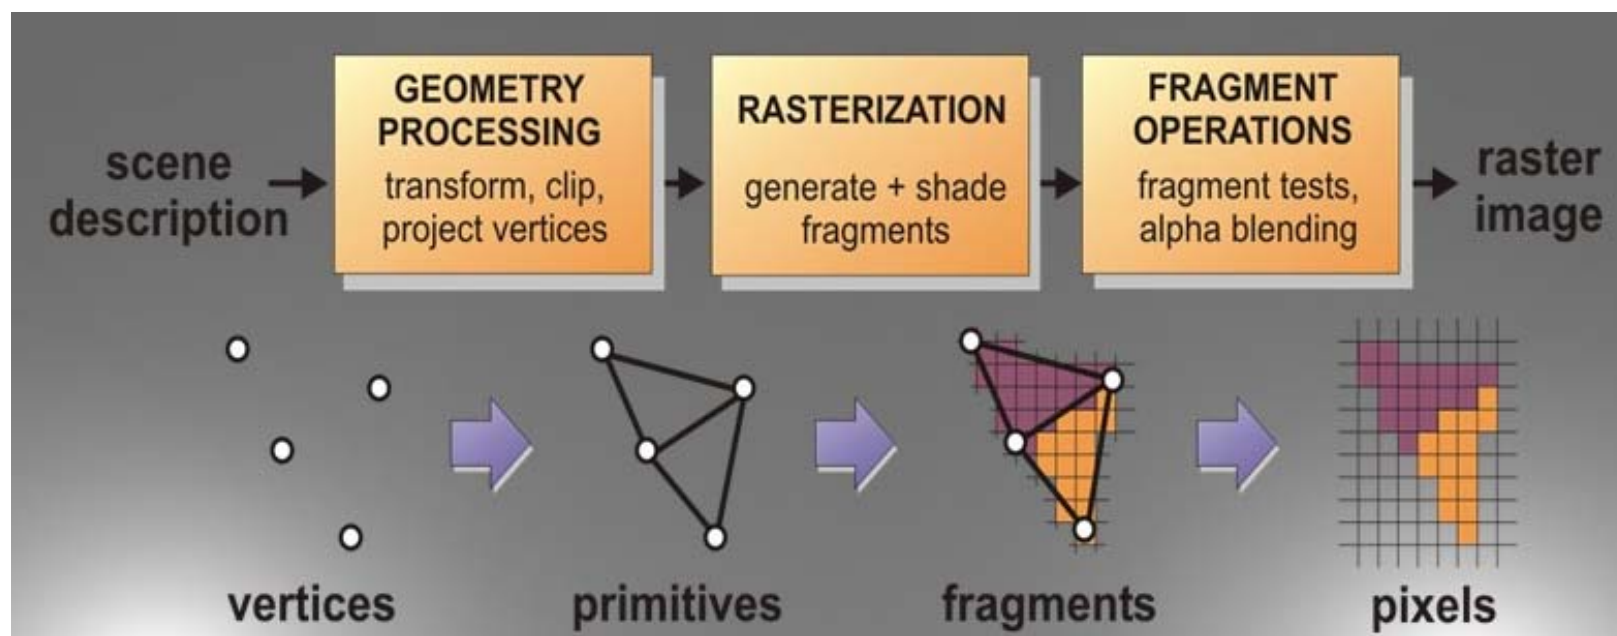 scene
description
GEOMETRY
PROCESSING
transform, clip,
project vertices
RASTERIZATION
generate + shade
fragments
FRAGMENT
OPERATIONS
fragment tests,
alpha blending
raster
image
vertices
primitives
fragments
pixels